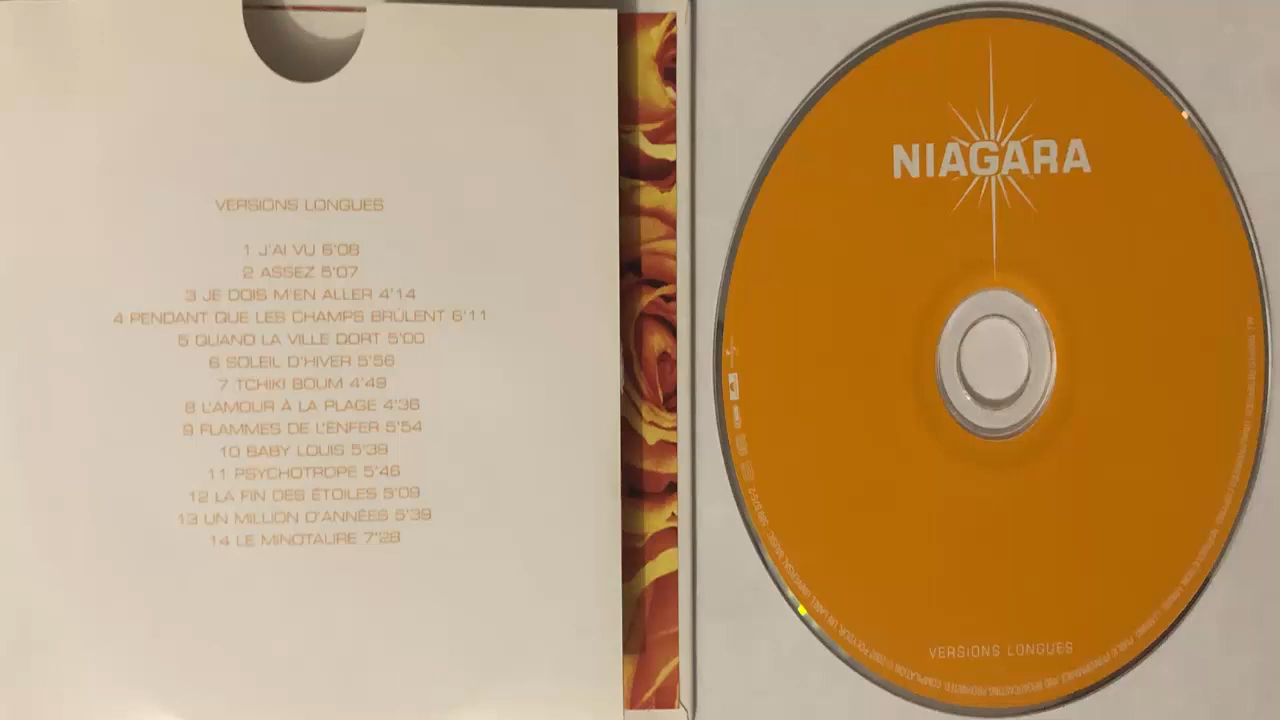 VERSIONS LONGUES
1 J'AI VU 6'08
2 ASSEZ 5'07
3 JE DOIS M'EN ALLER 4'14
4 PENDANT QUE LES CHAMPS BRÛLENT 6'11
5 QUAND LA VILLE DORT 5'00
6 SOLEIL D'HIVER 5'56
7 TCHIKI BOUM 4'49
8 L'AMOUR À LA PLAGE 4'36
9 FLAMMES DE L'ENFER 5'54
10 BABY LOUIS 5'39
11 PSYCHOTROPE 5'46
12 LA FIN DES ÉTOILES 5'09
13 UN MILLION D'ANNÉES 5'39
14 LE MINOTAURE 7'28
NIAGARA
VERSIONS LONGUES